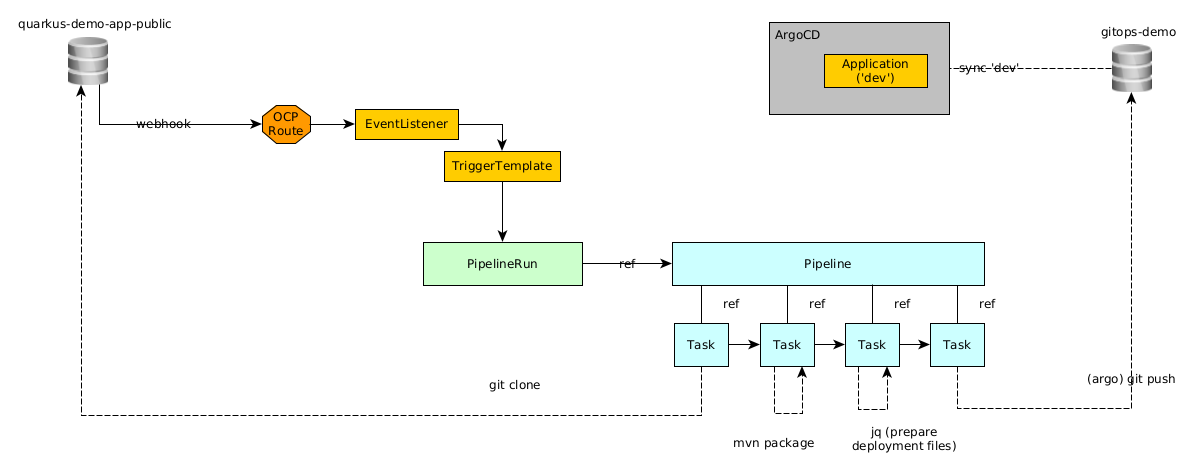 quarkus-demo-app-public
ArgoCD
gitops-demo
Application
('dev')
sync 'dev'
webhook
OCP
Route
EventListener
TriggerTemplate
PipelineRun
ref
Pipeline
ref
ref
ref
ref
Task
Task
Task
Task
git clone
(argo) git push
mvn package
jq (prepare
deployment files)